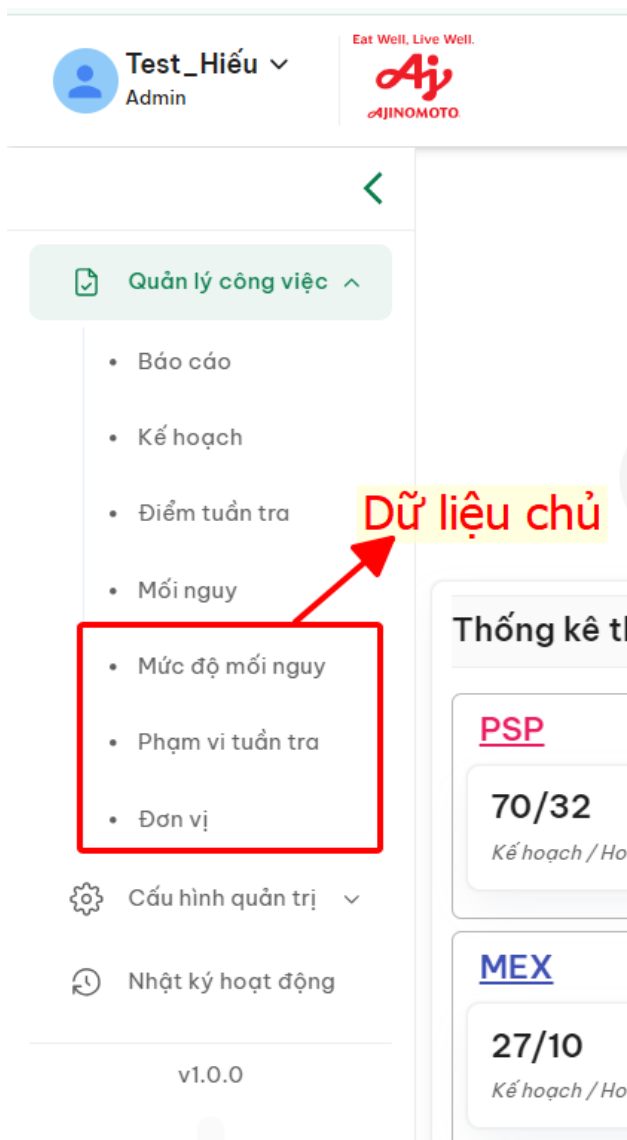 Test_Hiếu
Admin
Eat Well, Live Well.
Aj
AJINOMOTO
Quản lý công việc
Báo cáo
Kế hoạch
Điểm tuần tra
Dữ liệu chủ
Mối nguy
Mức độ mối nguy
Phạm vi tuần tra
Đơn vị
Cấu hình quản trị
Nhật ký hoạt động
v1.0.0
Thống kê
PSP
70/32
Kế hoạch / Ho
MEX
27/10
Kế hoạch / Ho